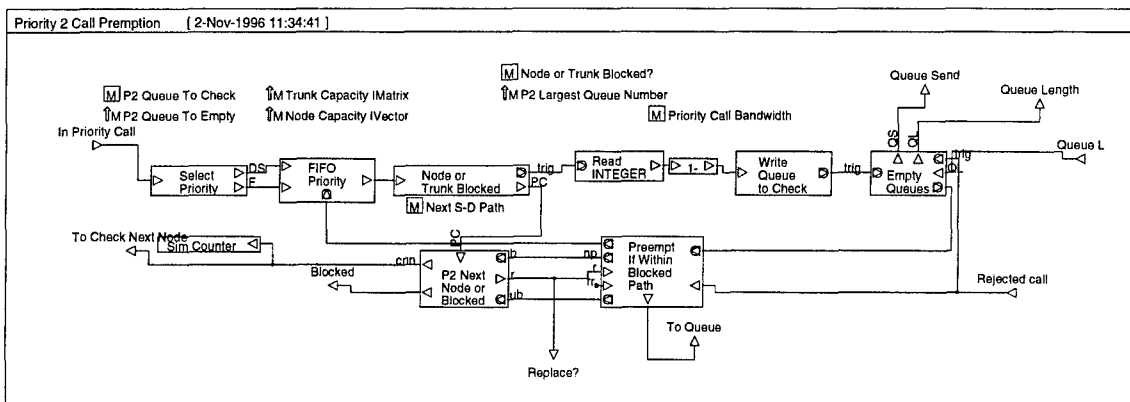 Priority 2 Call Premption [ 2-Nov-1996 11:34:41 ]
M Node or Trunk Blocked?
Queue Send
Queue Length
M P2 Queue To Check
⇑M Trunk Capacity IMatrix
⇑M P2 Largest Queue Number
⇑M P2 Queue To Empty
⇑M Node Capacity IVector
M Priority Call Bandwidth
In Priority Call
QS
QL
Queue L
Select Priority
DS
F
FIFO Priority
Node or Trunk Blocked
trig
PC
Read INTEGER
1-
Write Queue to Check
trig
Empty Queues
trig
M Next S-D Path
To Check Next Node
Sim Counter
cnn
PC
P2 Next Node or Blocked
b
r
ub
np
r
Preempt If Within Blocked Path
Blocked
Rejected call
To Queue
Replace?